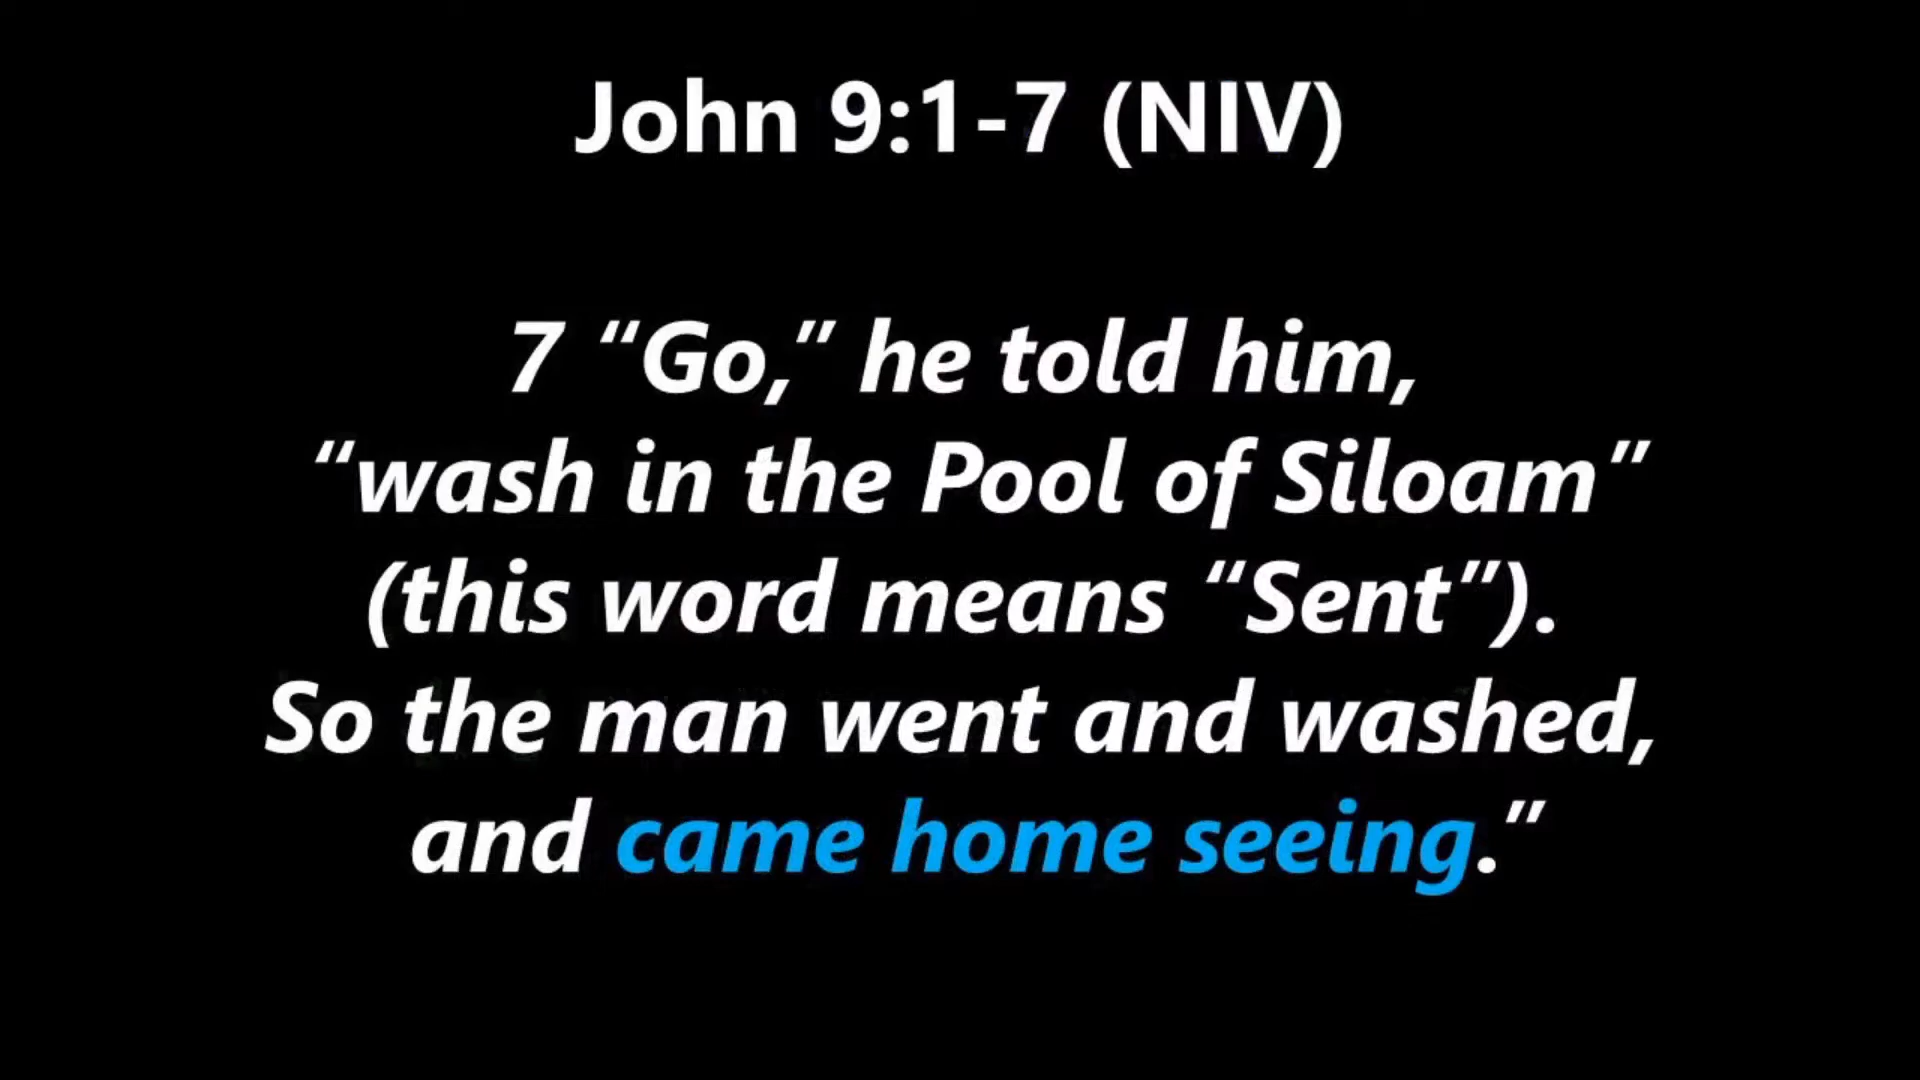 John 9:1-7 (NIV)
7 “Go,” he told him,
“wash in the Pool of Siloam”
(this word means “Sent”).
So the man went and washed,
and came home seeing.”